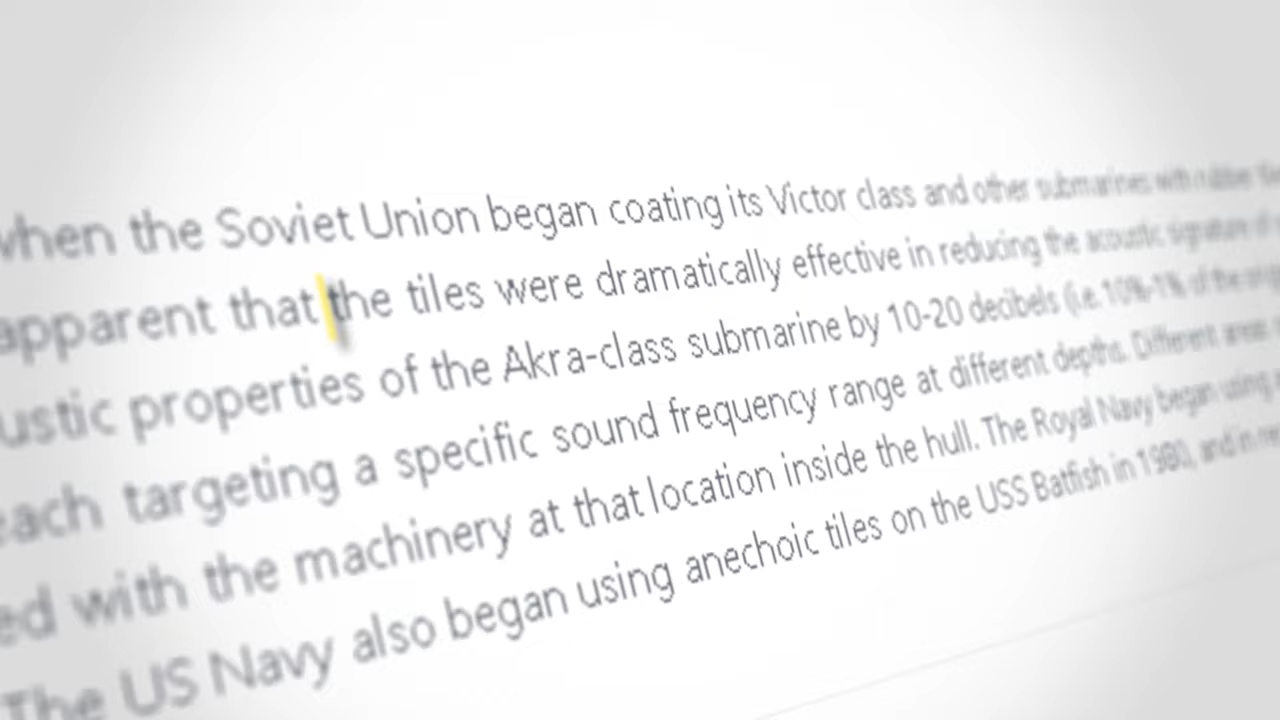 when the Soviet Union began coating its Victor class and other submarines with rubber
apparent that the tiles were dramatically effective in reducing the acoustic signature of
ustic properties of the Akra-class submarine by 10-20 decibels (i.e. 10%-1% of the
each targeting a specific sound frequency range at different depths. Different areas
ed with the machinery at that location inside the hull. The Royal Navy began using
The US Navy also began using anechoic tiles on the USS Batfish in 1980, and in